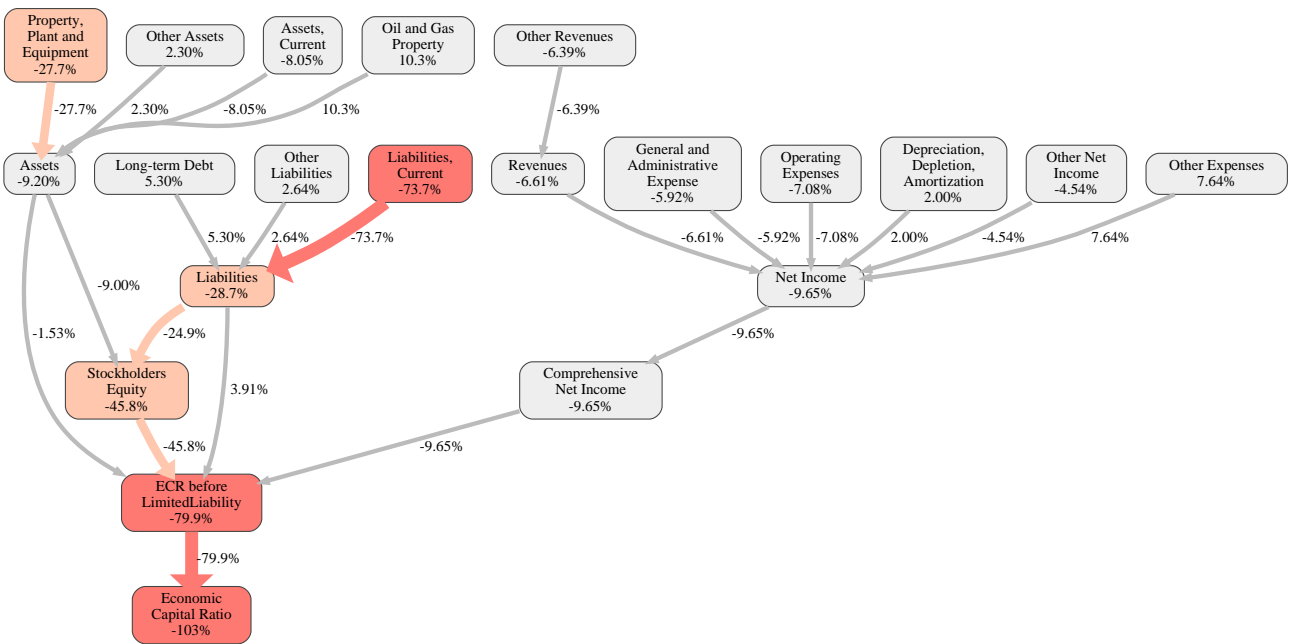 Property,
Plant and
Equipment
-27.7%
Other Assets
2.30%
Assets,
Current
-8.05%
Oil and Gas
Property
10.3%
Other Revenues
-6.39%
-27.7%
2.30%
-8.05%
10.3%
-6.39%
Assets
-9.20%
Long-term Debt
5.30%
Other
Liabilities
2.64%
Liabilities,
Current
-73.7%
Revenues
-6.61%
General and
Administrative
Expense
-5.92%
Operating
Expenses
-7.08%
Depreciation,
Depletion,
Amortization
2.00%
Other Net
Income
-4.54%
Other Expenses
7.64%
5.30%
2.64%
-73.7%
-6.61%
-5.92%
-7.08%
2.00%
-4.54%
7.64%
Liabilities
-28.7%
Net Income
-9.65%
-9.00%
-1.53%
-24.9%
-9.65%
Stockholders
Equity
-45.8%
3.91%
Comprehensive
Net Income
-9.65%
-45.8%
-9.65%
ECR before
LimitedLiability
-79.9%
-79.9%
Economic
Capital Ratio
-103%